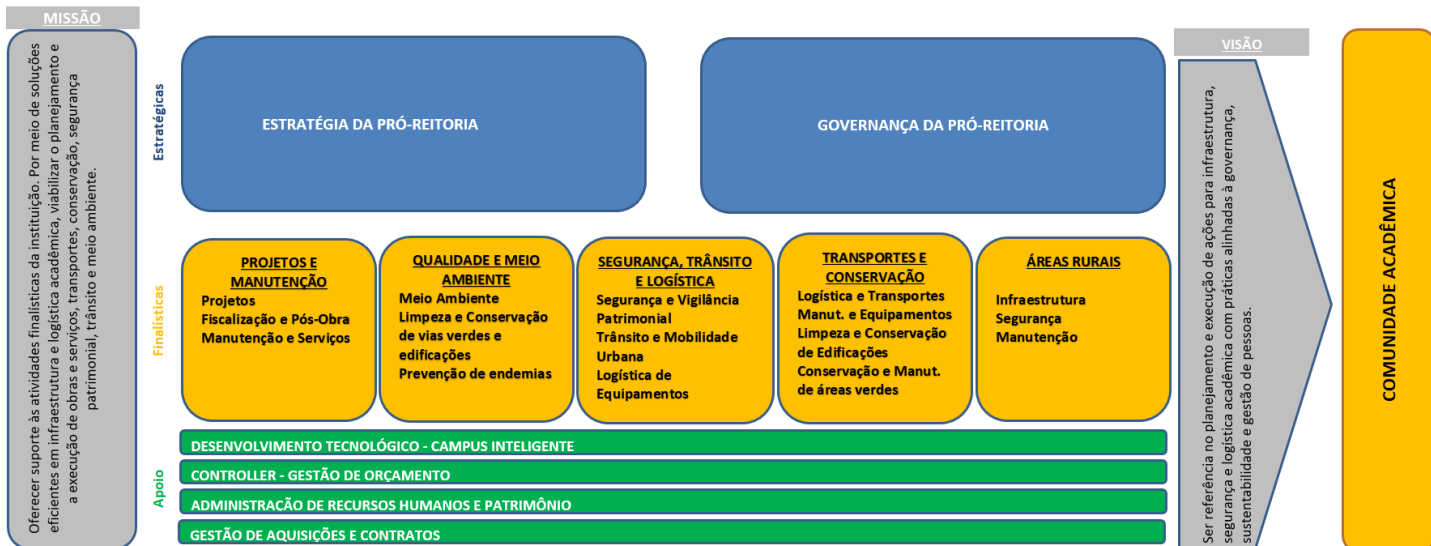 MISSÃO
Oferecer suporte às atividades finalísticas da instituição. Por meio de soluções
eficientes em infraestrutura e logística acadêmica, viabilizar o planejamento e
a execução de obras e serviços, transportes, conservação, segurança
patrimonial, trânsito e meio ambiente.
Estratégicas
ESTRATÉGIA DA PRÓ-REITORIA
GOVERNANÇA DA PRÓ-REITORIA
Finalísticas
PROJETOS E
MANUTENÇÃO
Projetos
Fiscalização e Pós-Obra
Manutenção e Serviços
QUALIDADE E MEIO
AMBIENTE
Meio Ambiente
Limpeza e Conservação
de vias verdes e
edificações
Prevenção de endemias
SEGURANÇA, TRÂNSITO
E LOGÍSTICA
Segurança e Vigilância
Patrimonial
Trânsito e Mobilidade
Urbana
Logística de
Equipamentos
TRANSPORTES E
CONSERVAÇÃO
Logística e Transportes
Manut. e Equipamentos
Limpeza e Conservação
de Edificações
Conservação e Manut.
de áreas verdes
ÁREAS RURAIS
Infraestrutura
Segurança
Manutenção
Apoio
DESENVOLVIMENTO TECNOLÓGICO - CAMPUS INTELIGENTE
CONTROLLER - GESTÃO DE ORÇAMENTO
ADMINISTRAÇÃO DE RECURSOS HUMANOS E PATRIMÔNIO
GESTÃO DE AQUISIÇÕES E CONTRATOS
VISÃO
Ser referência no planejamento e execução de ações para infraestrutura,
segurança e logística acadêmica com práticas alinhadas à governança,
sustentabilidade e gestão de pessoas.
COMUNIDADE ACADÊMICA